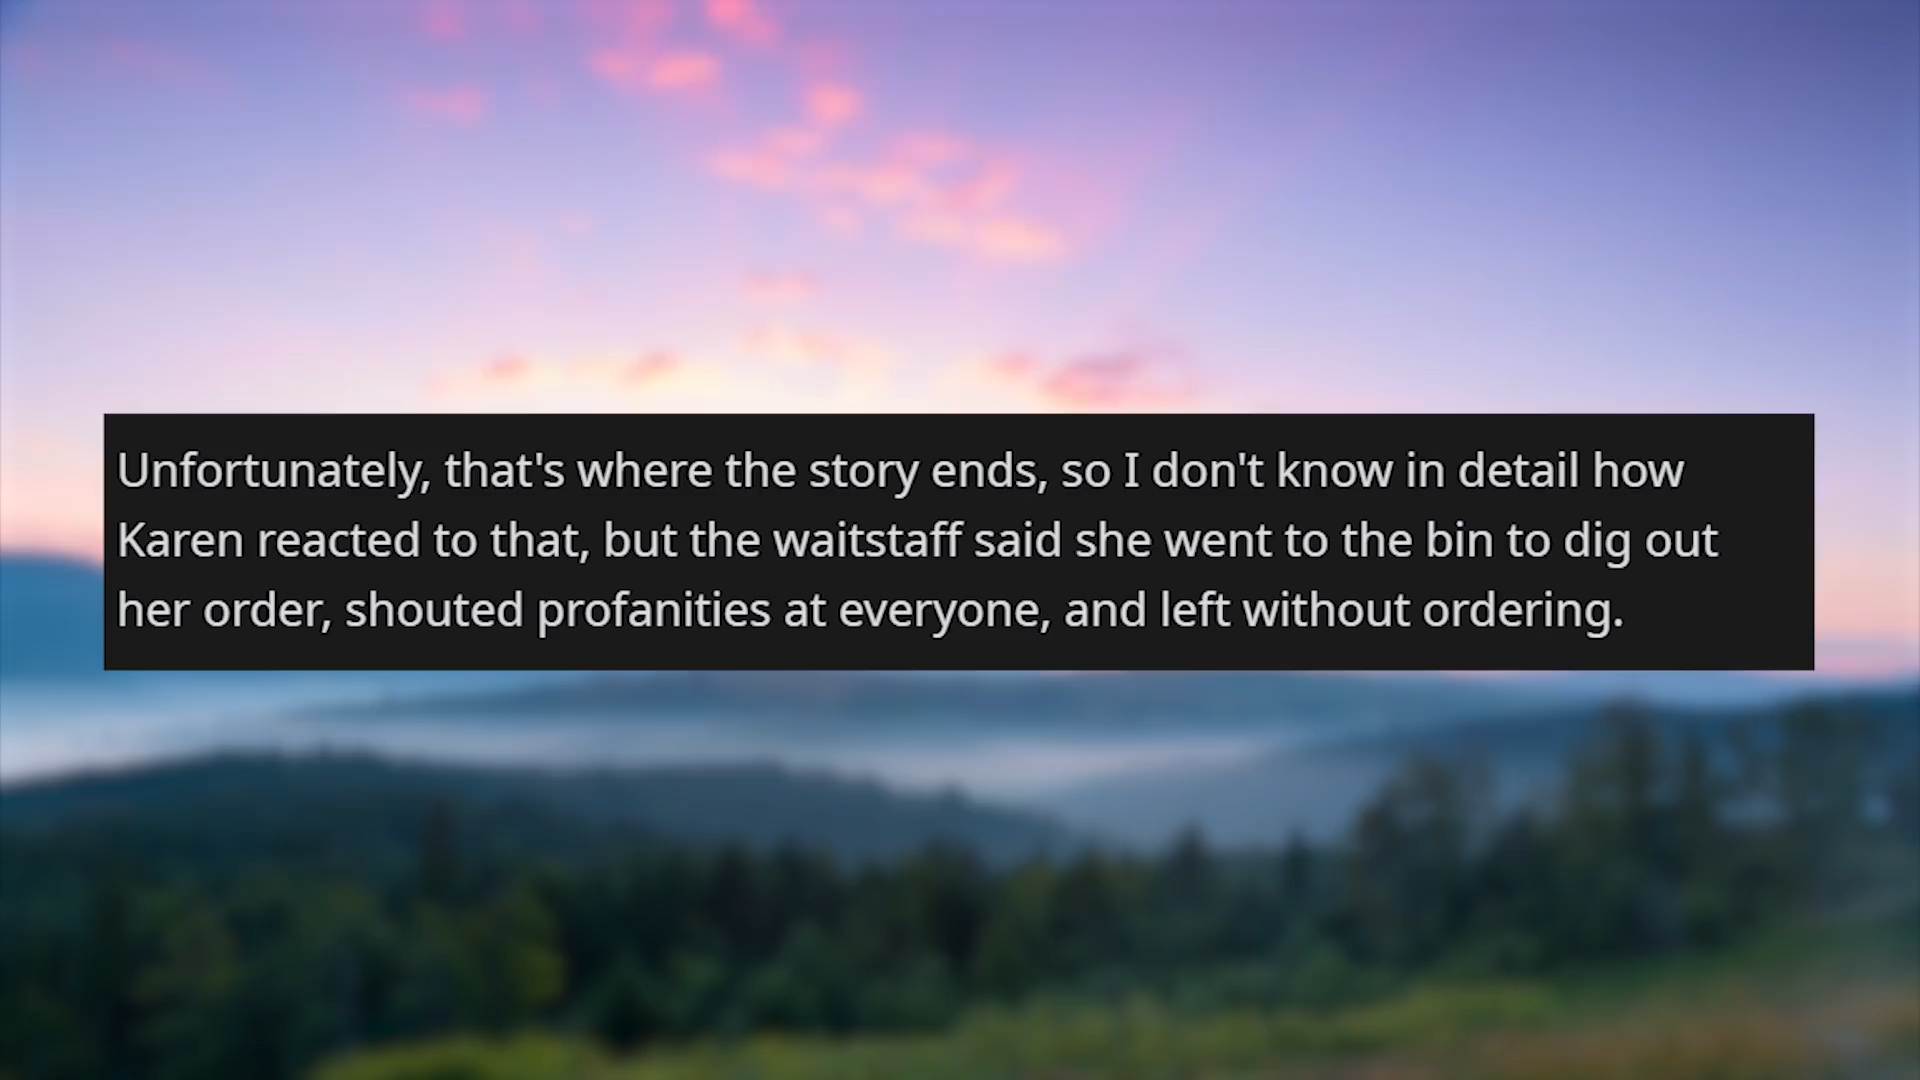 Unfortunately, that's where the story ends, so I don't know in detail how
Karen reacted to that, but the waitstaff said she went to the bin to dig out
her order, shouted profanities at everyone, and left without ordering.